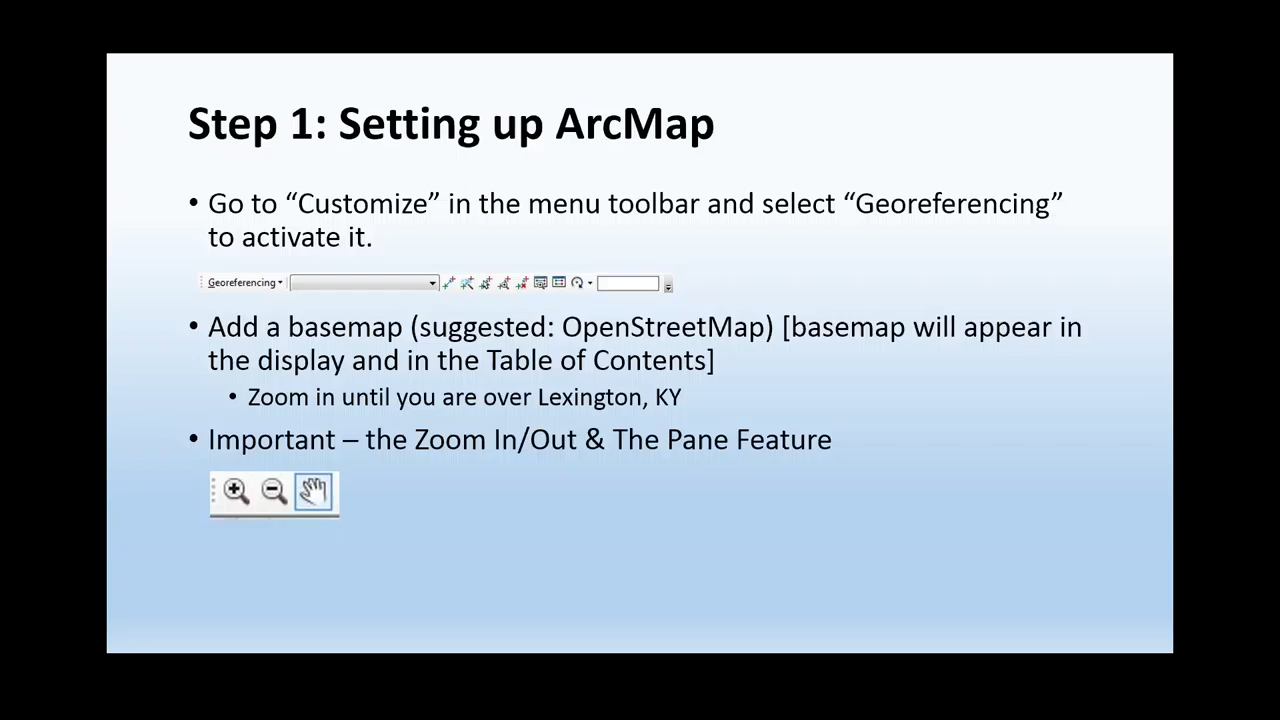 Step 1: Setting up ArcMap
• Go to “Customize” in the menu toolbar and select “Georeferencing”
to activate it.
Georeferencing
• Add a basemap (suggested: OpenStreetMap) [basemap will appear in
the display and in the Table of Contents]
• Zoom in until you are over Lexington, KY
• Important – the Zoom In/Out & The Pane Feature